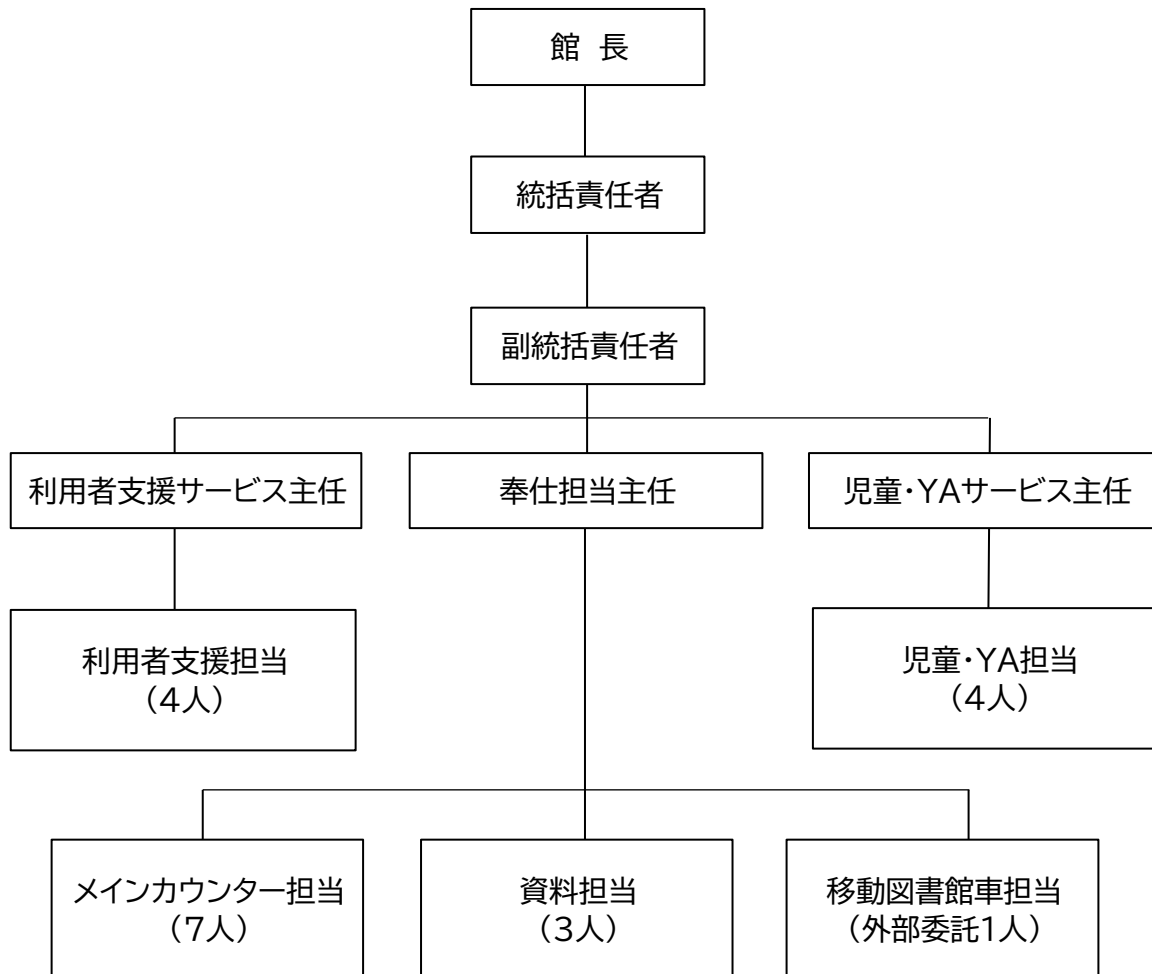 館 長
統括責任者
副統括責任者
利用者支援サービス主任
奉仕担当主任
児童・YAサービス主任
利用者支援担当
（4人）
児童・YA担当
（4人）
メインカウンター担当
（7人）
資料担当
（3人）
移動図書館車担当
（外部委託1人）